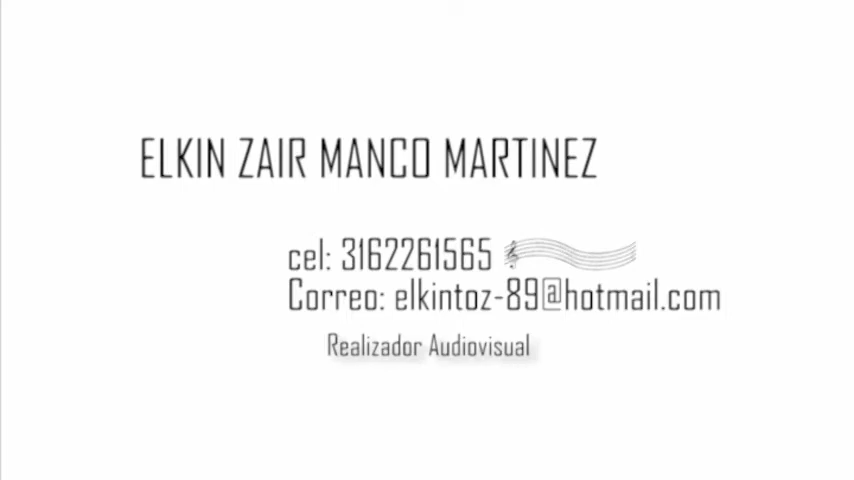 ELKIN ZAIR MANCO MARTINEZ
cel: 3162261565
Correo: elkintoz-89@hotmail.com
Realizador Audiovisual